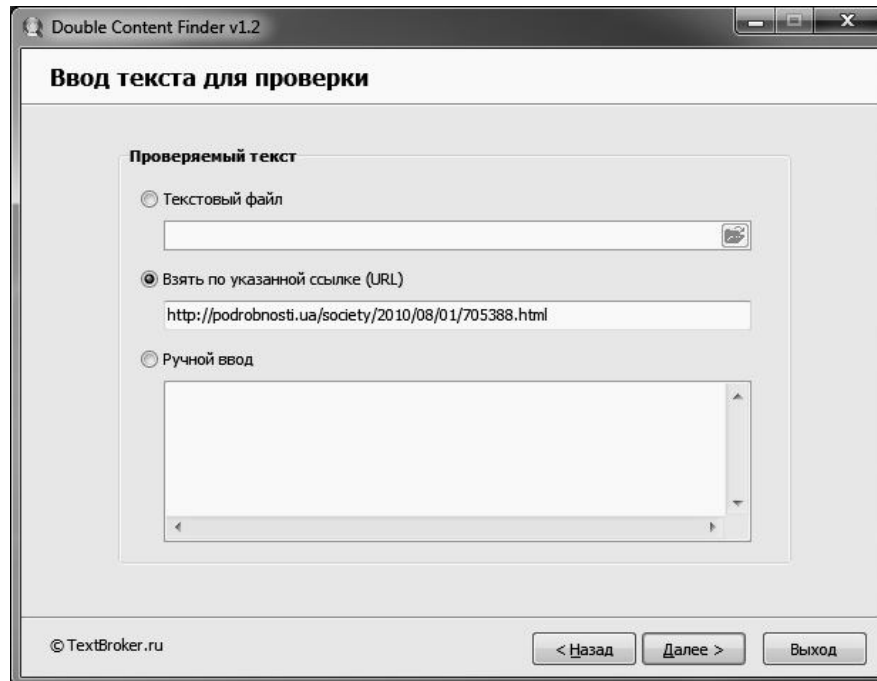 Double Content Finder v1.2
Ввод текста для проверки
Проверяемый текст
Текстовый файл
Взять по указанной ссылке (URL)
http://podrobnosti.ua/society/2010/08/01/705388.html
Ручной ввод
© TextBroker.ru
< Назад
Далее >
Выход